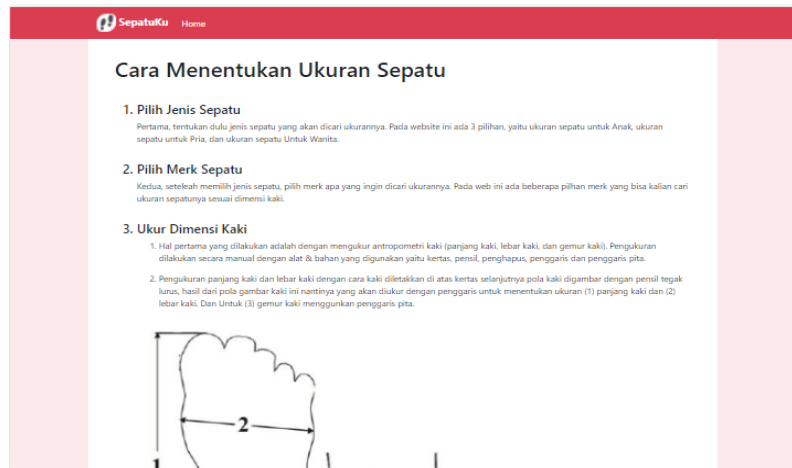 SepatuKu Home
Cara Menentukan Ukuran Sepatu
1. Pilih Jenis Sepatu
Pertama, tentukan dulu jenis sepatu yang akan dicari ukurannya. Pada website ini ada 3 pilihan, yaitu ukuran sepatu untuk Anak, ukuran
sepatu untuk Pria, dan ukuran sepatu Untuk Wanita.
2. Pilih Merk Sepatu
Kedua, seteleah memilih jenis sepatu, pilih merk apa yang ingin dicari ukurannya. Pada web ini ada beberapa pilhan merk yang bisa kalian cari
ukuran sepatunya sesuai dimensi kaki.
3. Ukur Dimensi Kaki
1. Hal pertama yang dilakukan adalah dengan mengukur antropometri kaki (panjang kaki, lebar kaki, dan gemur kaki). Pengukuran
dilakukan secara manual dengan alat & bahan yang digunakan yaitu kertas, pensil, penghapus, penggaris dan penggaris pita.
2. Pengukuran panjang kaki dan lebar kaki dengan cara kaki diletakkan di atas kertas selanjutnya pola kaki digambar dengan pensil tegak
lurus, hasil dari pola gambar kaki ini nantinya yang akan diukur dengan penggaris untuk menentukan ukuran (1) panjang kaki dan (2)
lebar kaki. Dan Untuk (3) gemur kaki menggunkan penggaris pita.
2
1